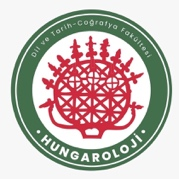 Dil ve Tarih-Coğrafya Fakültesi
• HUNGAROLOJİ •